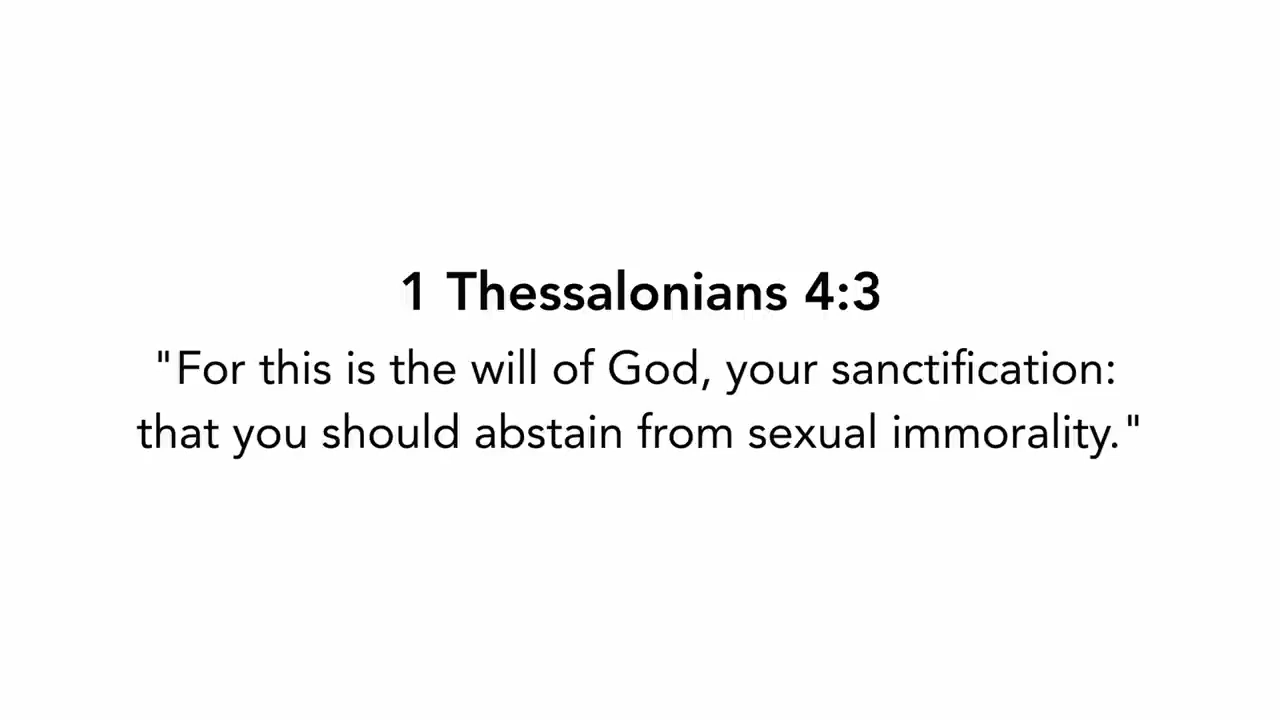 1 Thessalonians 4:3
"For this is the will of God, your sanctification:
that you should abstain from sexual immorality."